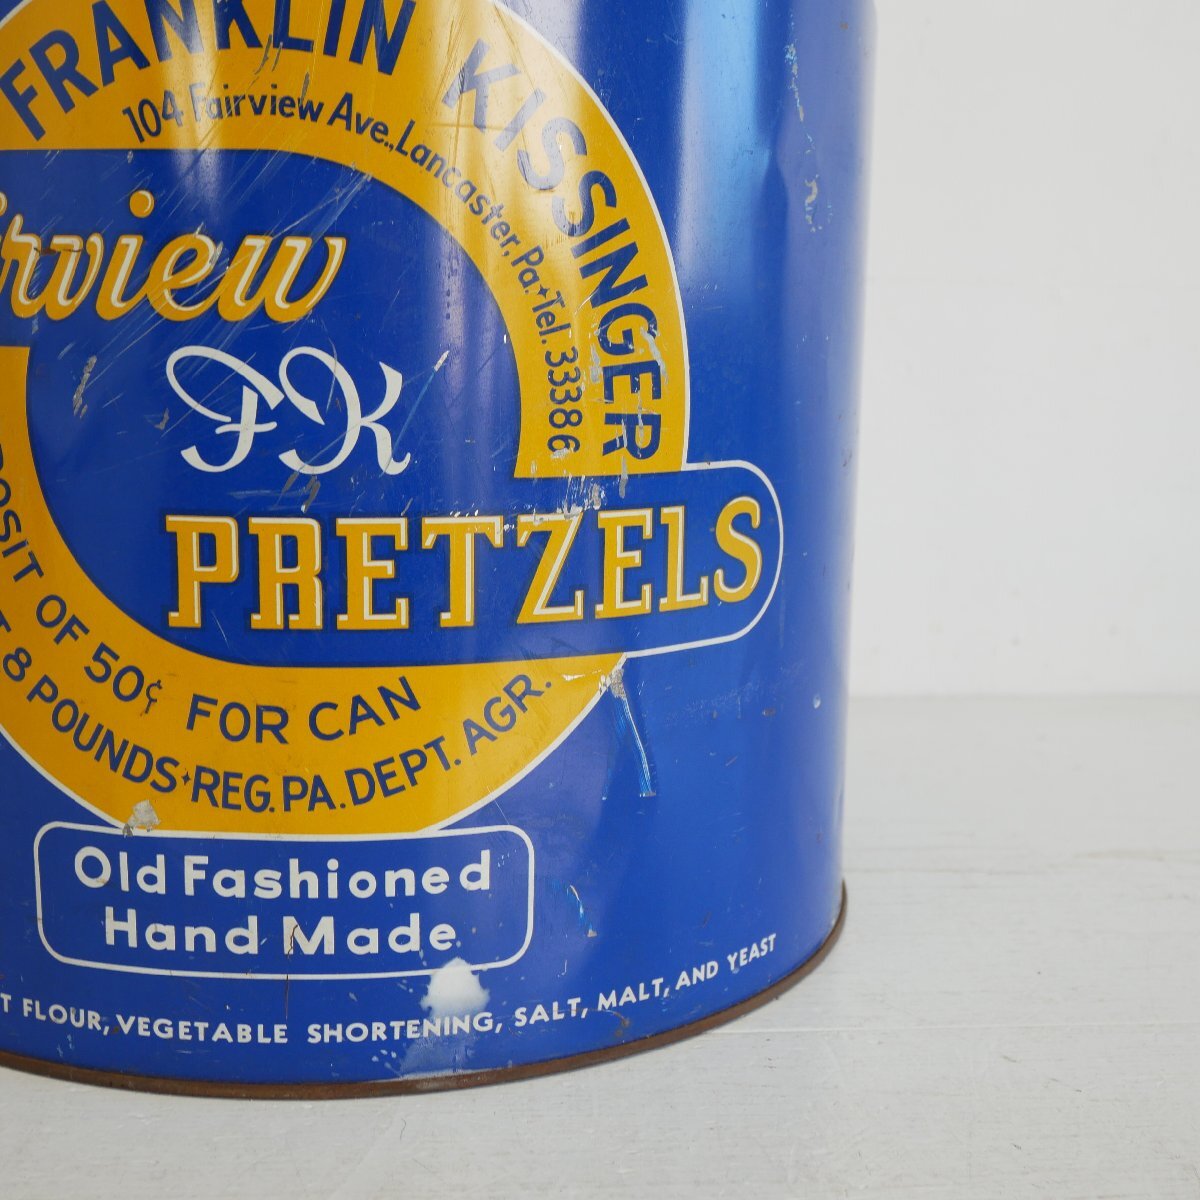 FRANKLIN KISSINGER
104 Fairview Ave., Lancaster, Pa. Tel. 33386
rview
FK
PRETZELS
OSIT OF 50¢ FOR CAN
T 8 POUNDS REG. PA. DEPT. AGR.
Old Fashioned
Hand Made
T FLOUR, VEGETABLE SHORTENING, SALT, MALT, AND YEAST